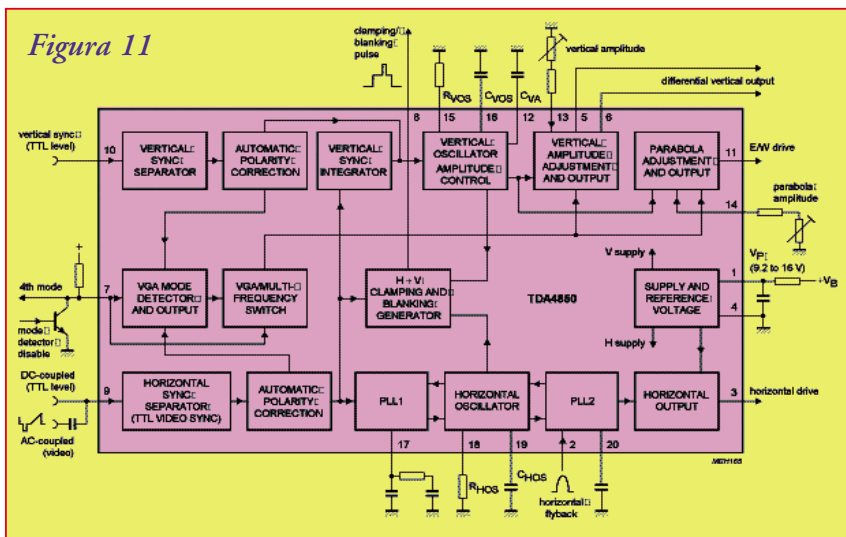 Figura 11
clamping/
blanking
pulse
vertical amplitude
differential vertical output
RVOS
CVOS
CVA
8
15
16
12
13
5
6
vertical sync
(TTL level)
10
VERTICAL
SYNC
SEPARATOR
AUTOMATIC
POLARITY
CORRECTION
VERTICAL
SYNC
INTEGRATOR
VERTICAL
OSCILLATOR
AMPLITUDE
CONTROL
VERTICAL
AMPLITUDE
ADJUSTMENT
AND OUTPUT
PARABOLA
ADJUSTMENT
AND OUTPUT
11
E/W drive
14
parabola
amplitude
+
4th mode
7
mode
detector
disable
VGA MODE
DETECTOR
AND OUTPUT
VGA/MULTI-
FREQUENCY
SWITCH
H + V
CLAMPING AND
BLANKING
GENERATOR
TDA4850
V supply
SUPPLY AND
REFERENCE
VOLTAGE
H supply
VP
(9.2 to 16 V)
1
4
+VB
DC-coupled
(TTL level)
9
AC-coupled
(video)
HORIZONTAL
SYNC
SEPARATOR
(TTL VIDEO SYNC)
AUTOMATIC
POLARITY
CORRECTION
PLL1
HORIZONTAL
OSCILLATOR
PLL2
HORIZONTAL
OUTPUT
3
horizontal drive
17
18
19
2
20
MEH165
RHOS
CHOS
horizontal
flyback